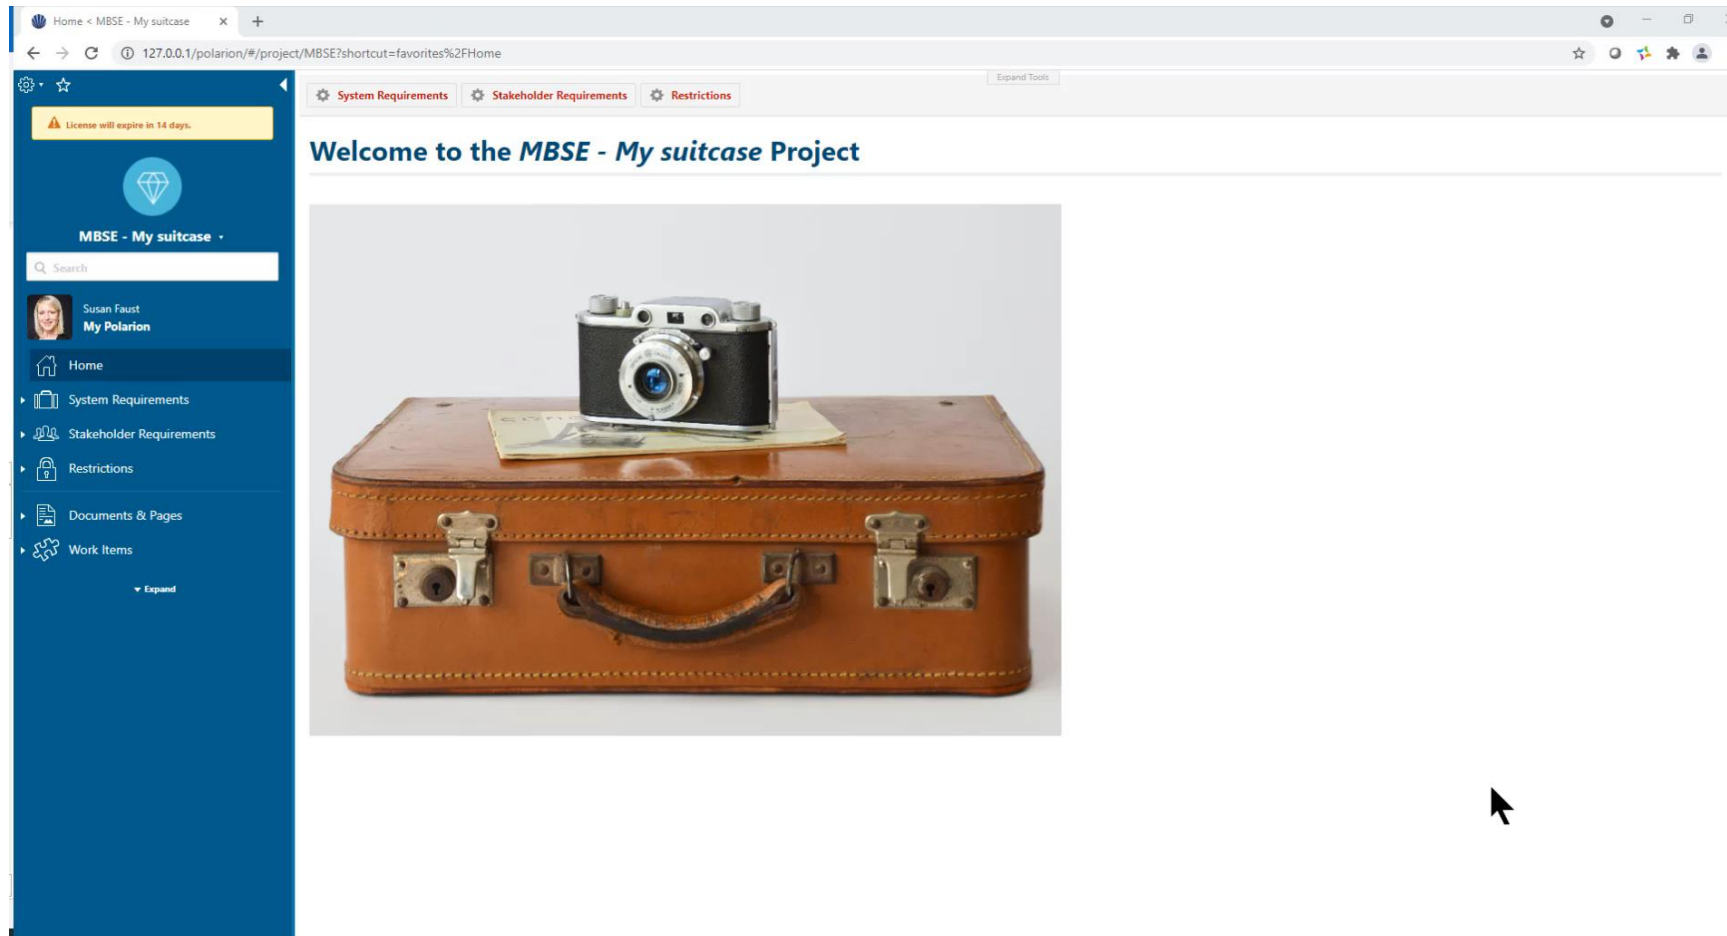 Home < MBSE - My suitcase
127.0.0.1/polarion/#/project/MBSE?shortcut=favorites%2FHome
Expand Tools
System Requirements
Stakeholder Requirements
Restrictions
License will expire in 14 days.
Welcome to the MBSE - My suitcase Project
MBSE - My suitcase
Search
Susan Faust
My Polarion
Home
System Requirements
Stakeholder Requirements
Restrictions
Documents & Pages
Work Items
Expand